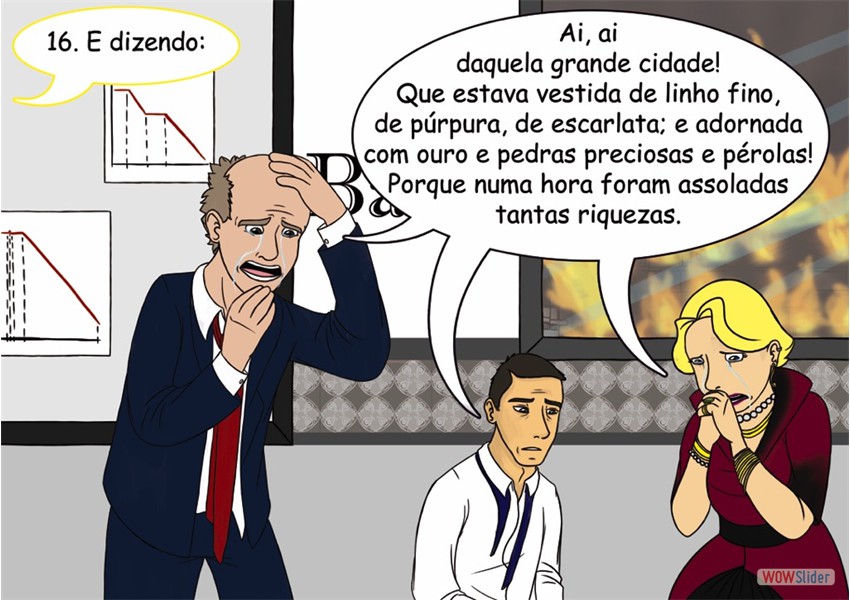 16. E dizendo:
Ai, ai
daquela grande cidade!
Que estava vestida de linho fino,
de púrpura, de escarlata; e adornada
com ouro e pedras preciosas e pérolas!
Porque numa hora foram assoladas
tantas riquezas.
Ba
WOWSlider